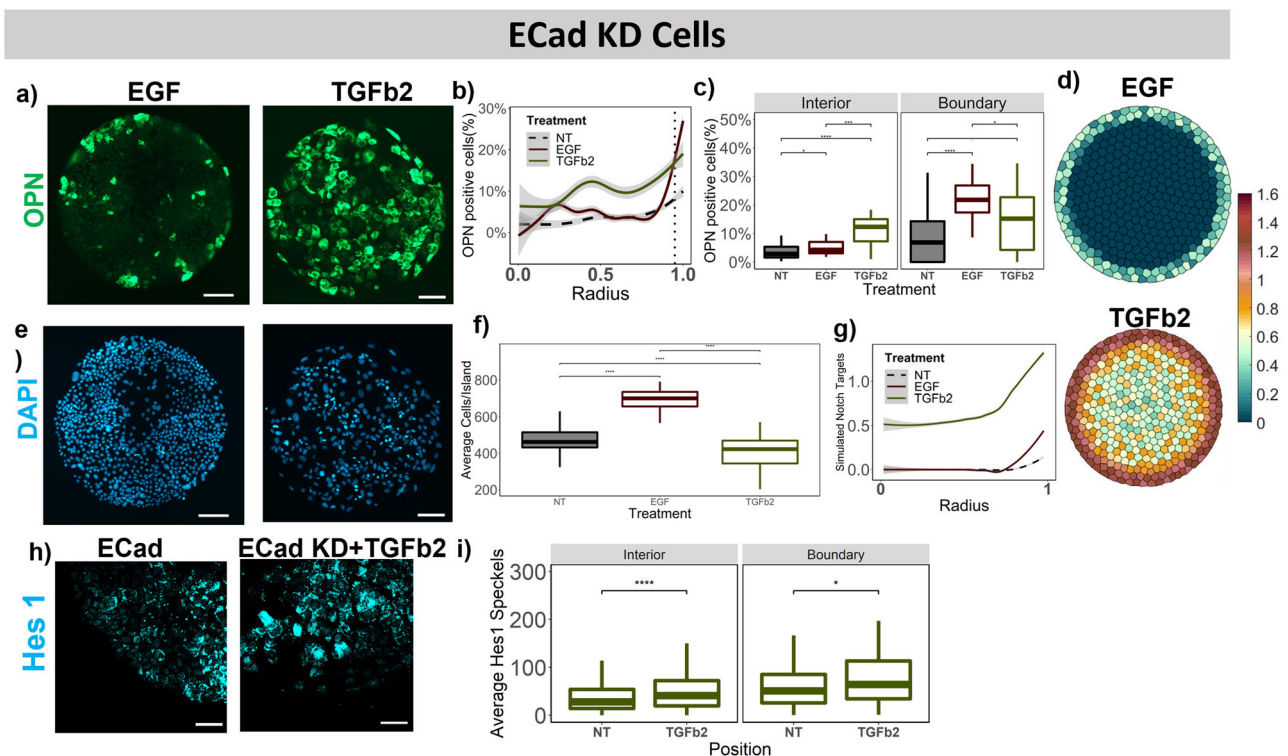 ECad KD Cells
a)
EGF
TGFb2
OPN
b)
30%
20%
10%
0%
OPN positive cells(%)
Treatment
NT
EGF
TGFb2
0.0
0.5
1.0
Radius
c)
Interior
Boundary
50%
40%
30%
20%
10%
0%
OPN positive cells(%)
***
****
*
*
****
NT
EGF
TGFb2
NT
EGF
TGFb2
Treatment
d)
EGF
TGFb2
1.6
1.4
1.2
1
0.8
0.6
0.4
0.2
0
e
)
DAPI
f)
Average Cells/Island
800
600
400
200
****
****
****
NT
EGF
TGFb2
Treatment
g)
Simulated Notch Targets
Treatment
NT
EGF
TGFb2
1.0
0.5
0.0
0
1
Radius
h)
ECad
ECad KD+TGFb2
Hes 1
i)
Interior
Boundary
Average Hes1 Speckels
300
200
100
0
****
*
NT
TGFb2
NT
TGFb2
Position